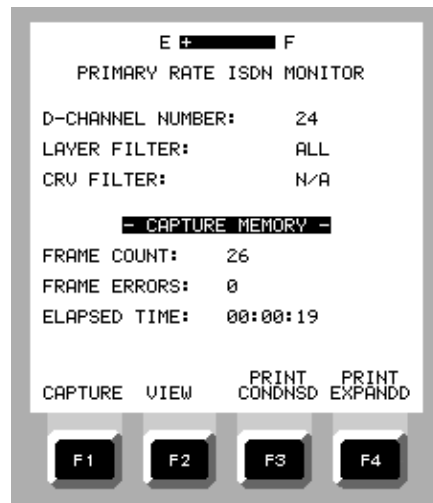 E + F
PRIMARY RATE ISDN MONITOR
D-CHANNEL NUMBER: 24
LAYER FILTER: ALL
CRV FILTER: N/A
- CAPTURE MEMORY -
FRAME COUNT: 26
FRAME ERRORS: 0
ELAPSED TIME: 00:00:19
PRINT PRINT
CAPTURE VIEW CONDNSD EXPANDD
F1 F2 F3 F4